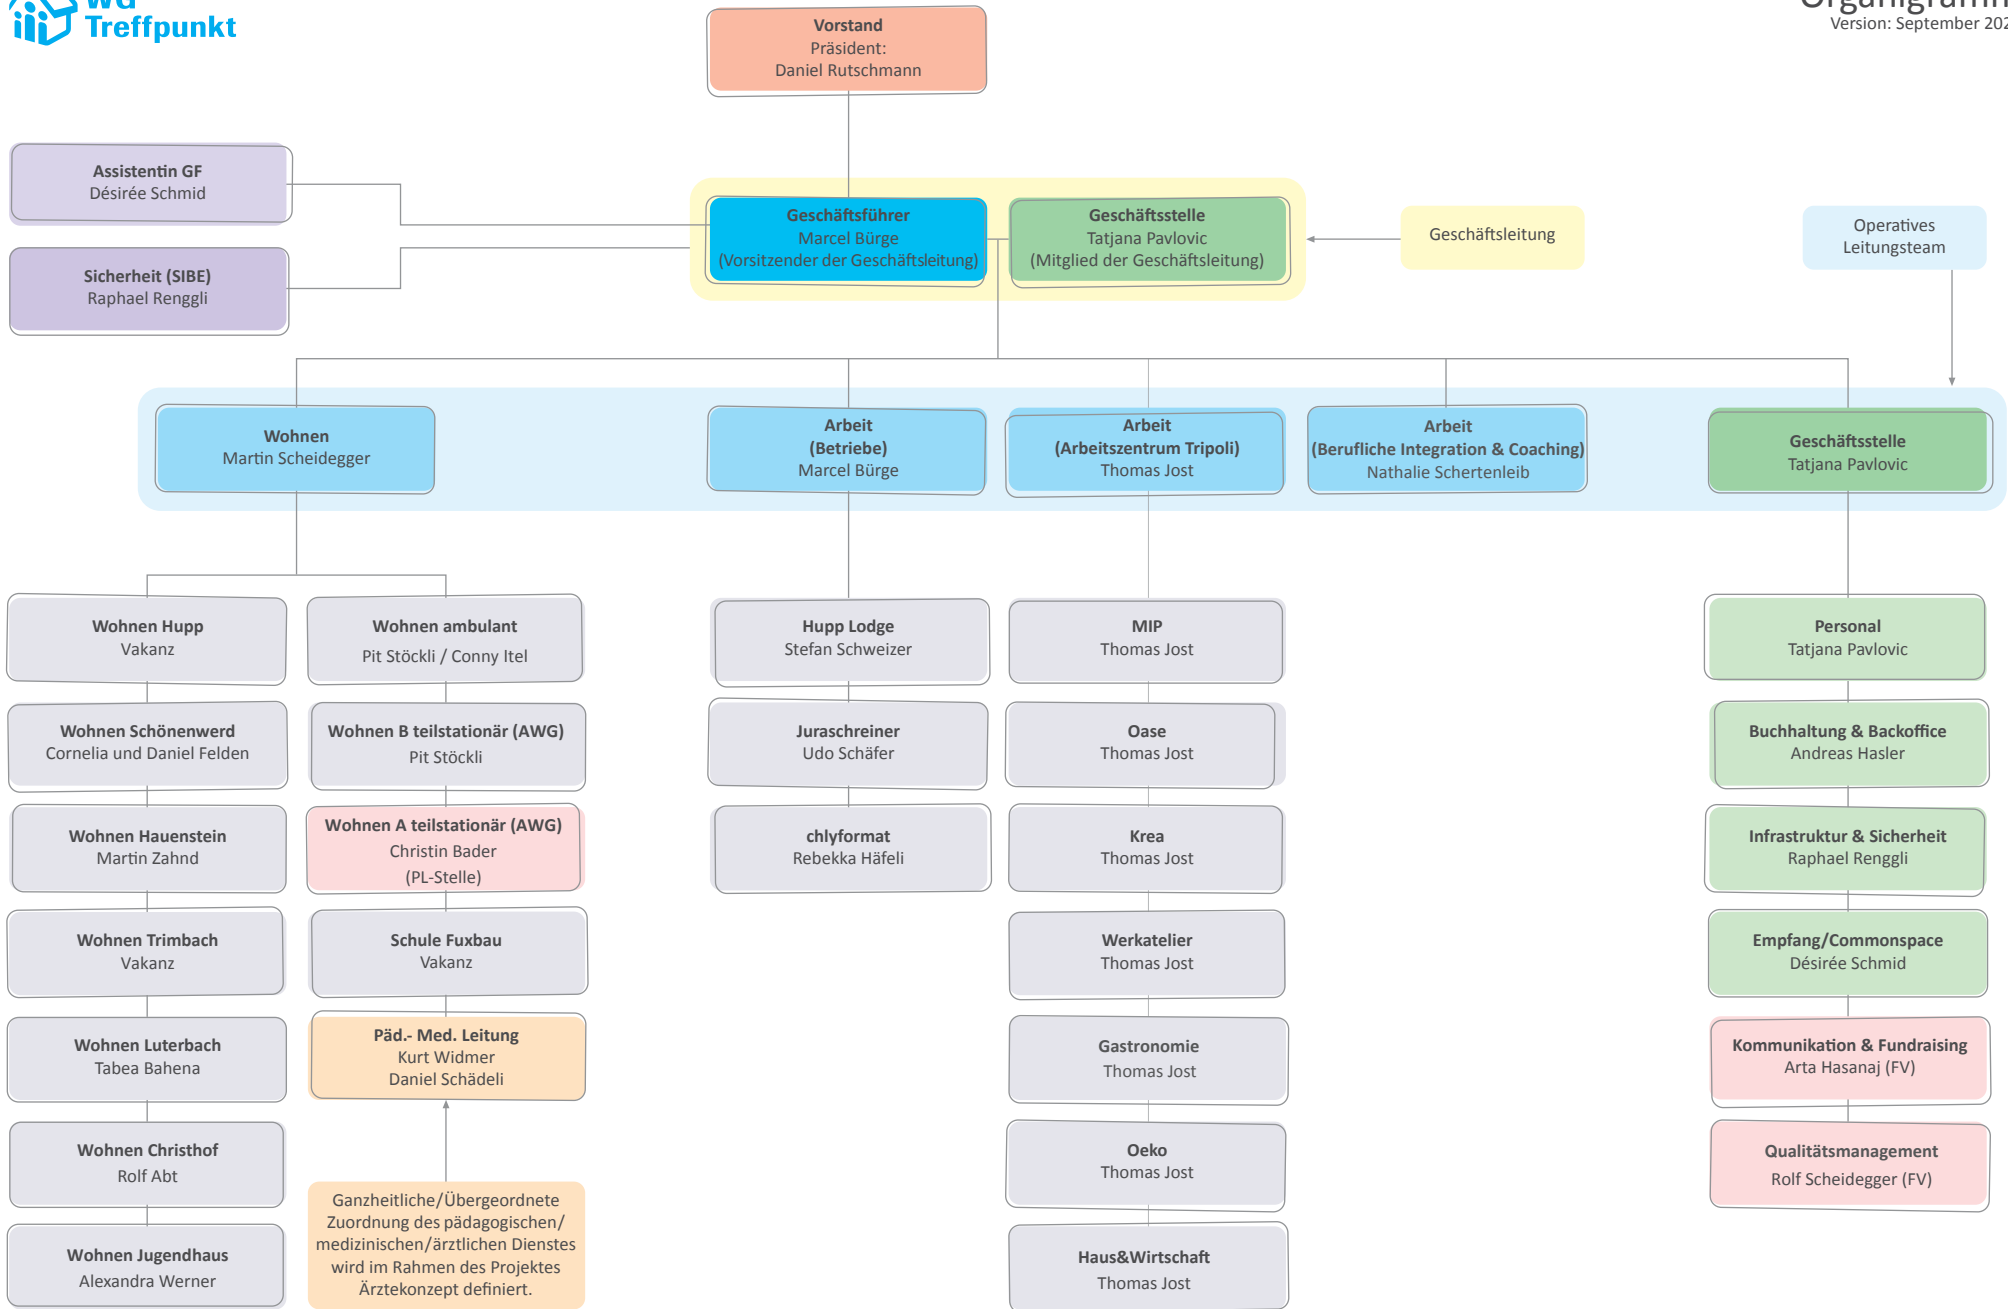 Treffpunkt
Organigramm
Version: September 202
Vorstand
Präsident:
Daniel Rutschmann
Assistentin GF
Désirée Schmid
Sicherheit (SIBE)
Raphael Renggli
Geschäftsführer
Marcel Bürge
(Vorsitzender der Geschäftsleitung)
Geschäftsstelle
Tatjana Pavlovic
(Mitglied der Geschäftsleitung)
Geschäftsleitung
Operatives
Leitungsteam
Wohnen
Martin Scheidegger
Arbeit
(Betriebe)
Marcel Bürge
Arbeit
(Arbeitszentrum Tripoli)
Thomas Jost
Arbeit
(Berufliche Integration & Coaching)
Nathalie Schertenleib
Geschäftsstelle
Tatjana Pavlovic
Wohnen Hupp
Vakanz
Wohnen Schönenwerd
Cornelia und Daniel Felden
Wohnen Hauenstein
Martin Zahnd
Wohnen Trimbach
Vakanz
Wohnen Luterbach
Tabea Bahena
Wohnen Christhof
Rolf Abt
Wohnen Jugendhaus
Alexandra Werner
Wohnen ambulant
Pit Stöckli / Conny Itel
Wohnen B teilstationär (AWG)
Pit Stöckli
Wohnen A teilstationär (AWG)
Christin Bader
(PL-Stelle)
Schule Fuxbau
Vakanz
Päd.- Med. Leitung
Kurt Widmer
Daniel Schädeli
Ganzheitliche/Übergeordnete
Zuordnung des pädagogischen/
medizinischen/ärztlichen Dienstes
wird im Rahmen des Projektes
Ärztekonzept definiert.
Hupp Lodge
Stefan Schweizer
Juraschreiner
Udo Schäfer
chlyformat
Rebekka Häfeli
MIP
Thomas Jost
Oase
Thomas Jost
Krea
Thomas Jost
Werkatelier
Thomas Jost
Gastronomie
Thomas Jost
Oeko
Thomas Jost
Haus&Wirtschaft
Thomas Jost
Personal
Tatjana Pavlovic
Buchhaltung & Backoffice
Andreas Hasler
Infrastruktur & Sicherheit
Raphael Renggli
Empfang/Commonspace
Désirée Schmid
Kommunikation & Fundraising
Arta Hasanaj (FV)
Qualitätsmanagement
Rolf Scheidegger (FV)